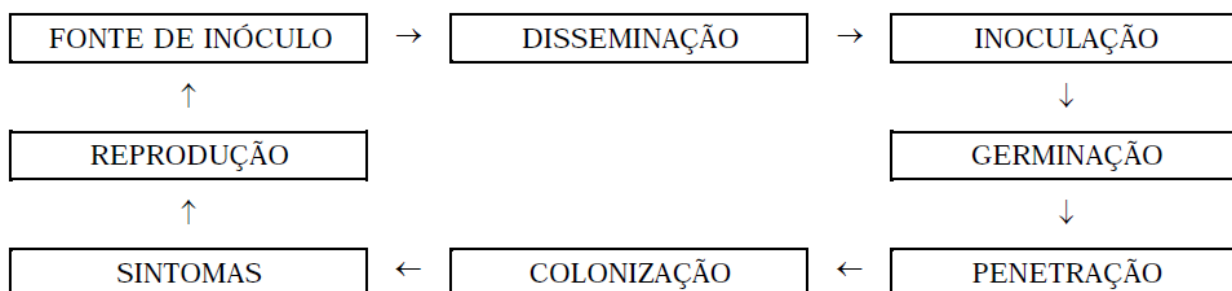 FONTE DE INÓCULO → DISSEMINAÇÃO → INOCULAÇÃO
↑ ↓
REPRODUÇÃO GERMINAÇÃO
↑ ↓
SINTOMAS ← COLONIZAÇÃO ← PENETRAÇÃO